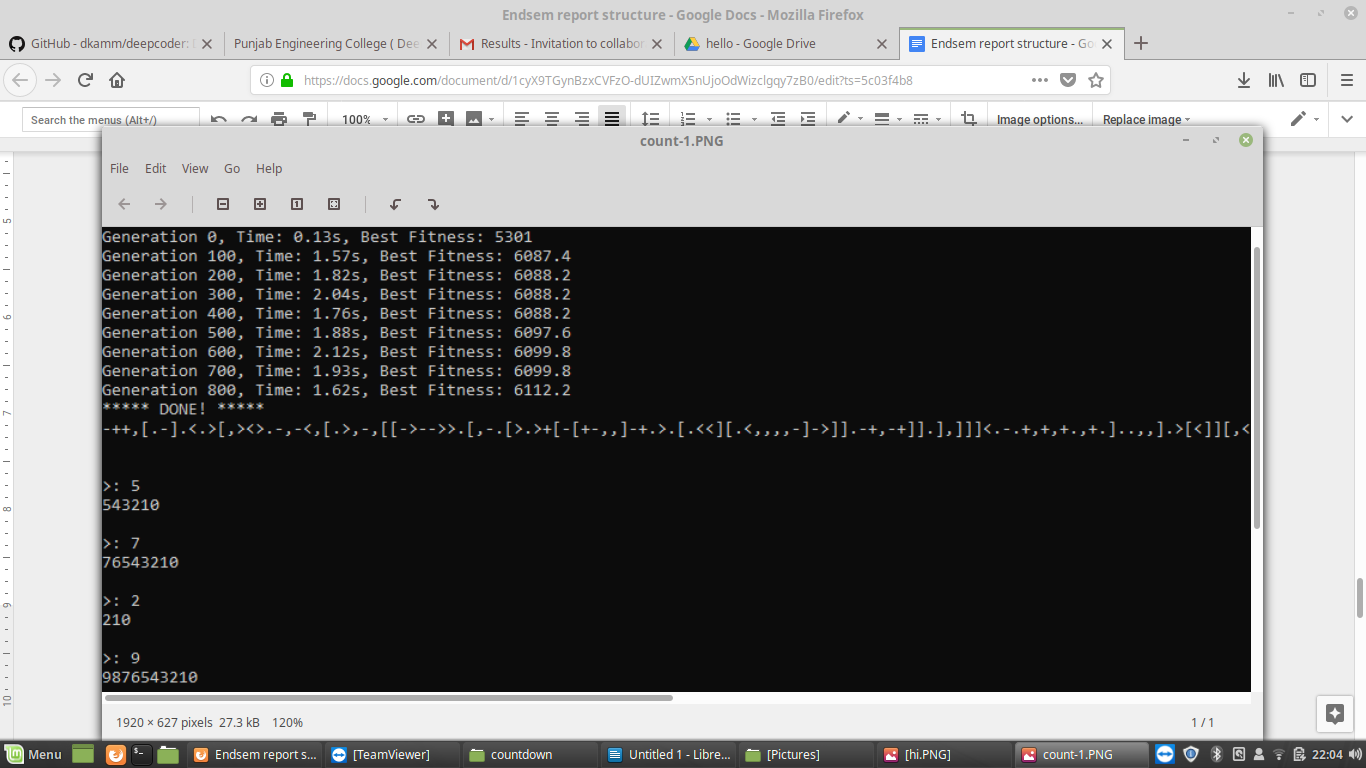 Endsem report structure - Google Docs - Mozilla Firefox
GitHub - dkamm/deepcoder:
Punjab Engineering College ( Dee
Results - Invitation to collabor
hello - Google Drive
Endsem report structure - Go
https://docs.google.com/document/d/1cyX9TGynBzxCVFzO-dUIZwmX5nUjoOdWizclgqy7zB0/edit?ts=5c03f4b8
Search the menus (Alt+/)
100%
Image options...
Replace image
count-1.PNG
File Edit View Go Help
Generation 0, Time: 0.13s, Best Fitness: 5301
Generation 100, Time: 1.57s, Best Fitness: 6087.4
Generation 200, Time: 1.82s, Best Fitness: 6088.2
Generation 300, Time: 2.04s, Best Fitness: 6088.2
Generation 400, Time: 1.76s, Best Fitness: 6088.2
Generation 500, Time: 1.88s, Best Fitness: 6097.6
Generation 600, Time: 2.12s, Best Fitness: 6099.8
Generation 700, Time: 1.93s, Best Fitness: 6099.8
Generation 800, Time: 1.62s, Best Fitness: 6112.2
***** DONE! *****
-++,[.-].<.>[,><>.-,-<,[.>,-,[[->-->>.[,-.[>.>+[-[+-,,]-+.>.[.<<][.<,,,,-]->]].-+,-+]].],]]]<.-.+,+,+.,+.]..,,].>[<]][,<
>: 5
543210
>: 7
76543210
>: 2
210
>: 9
9876543210
1920 × 627 pixels 27.3 kB 120%
1 / 1
5
6
7
8
9
10
Menu
Endsem report s...
[TeamViewer]
countdown
Untitled 1 - Libre...
[Pictures]
[hi.PNG]
count-1.PNG
22:04